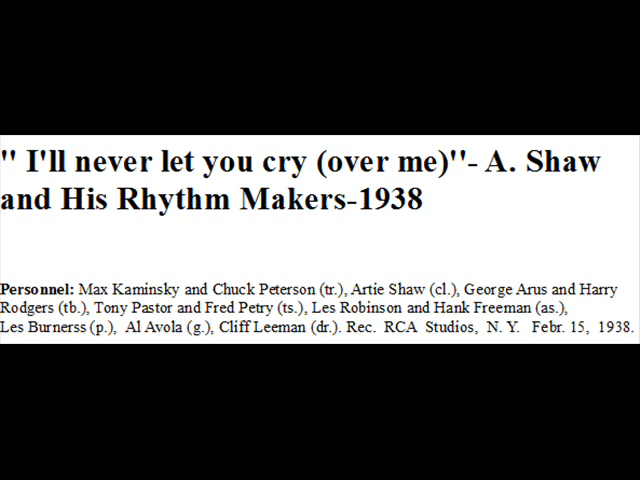 " I'll never let you cry (over me)"- A. Shaw
and His Rhythm Makers-1938
Personnel: Max Kaminsky and Chuck Peterson (tr.), Artie Shaw (cl.), George Arus and Harry
Rodgers (tb.), Tony Pastor and Fred Petry (ts.), Les Robinson and Hank Freeman (as.),
Les Burnerss (p.), Al Avola (g.), Cliff Leeman (dr.). Rec. RCA Studios, N. Y. Febr. 15, 1938.